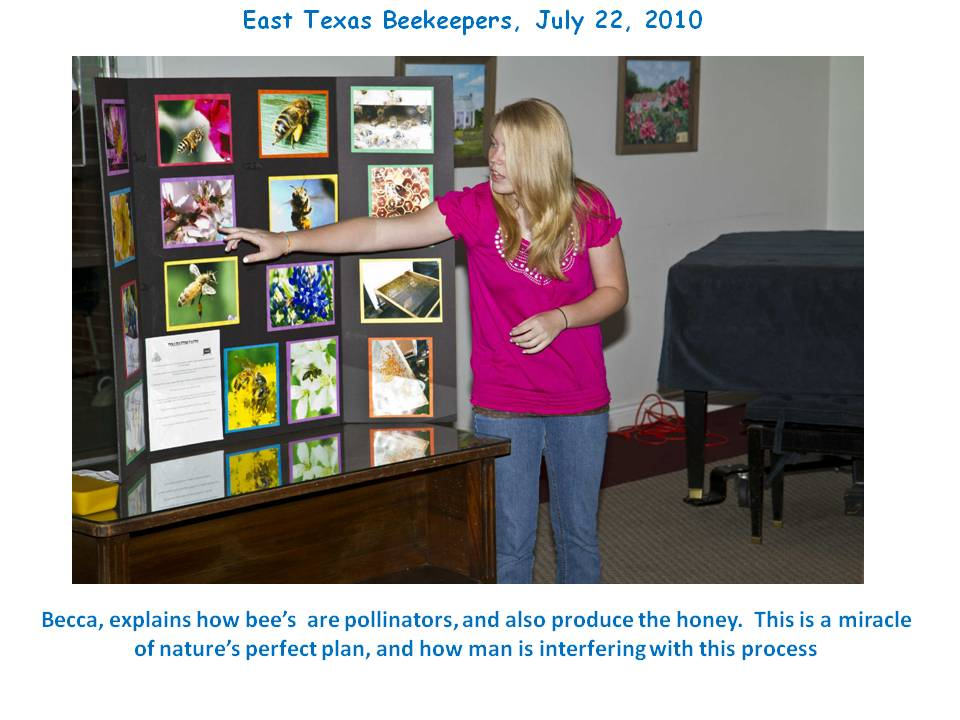 East Texas Beekeepers, July 22, 2010
Becca, explains how bee's  are pollinators, and also produce the honey.  This is a miracle
of nature's perfect plan, and how man is interfering with this process